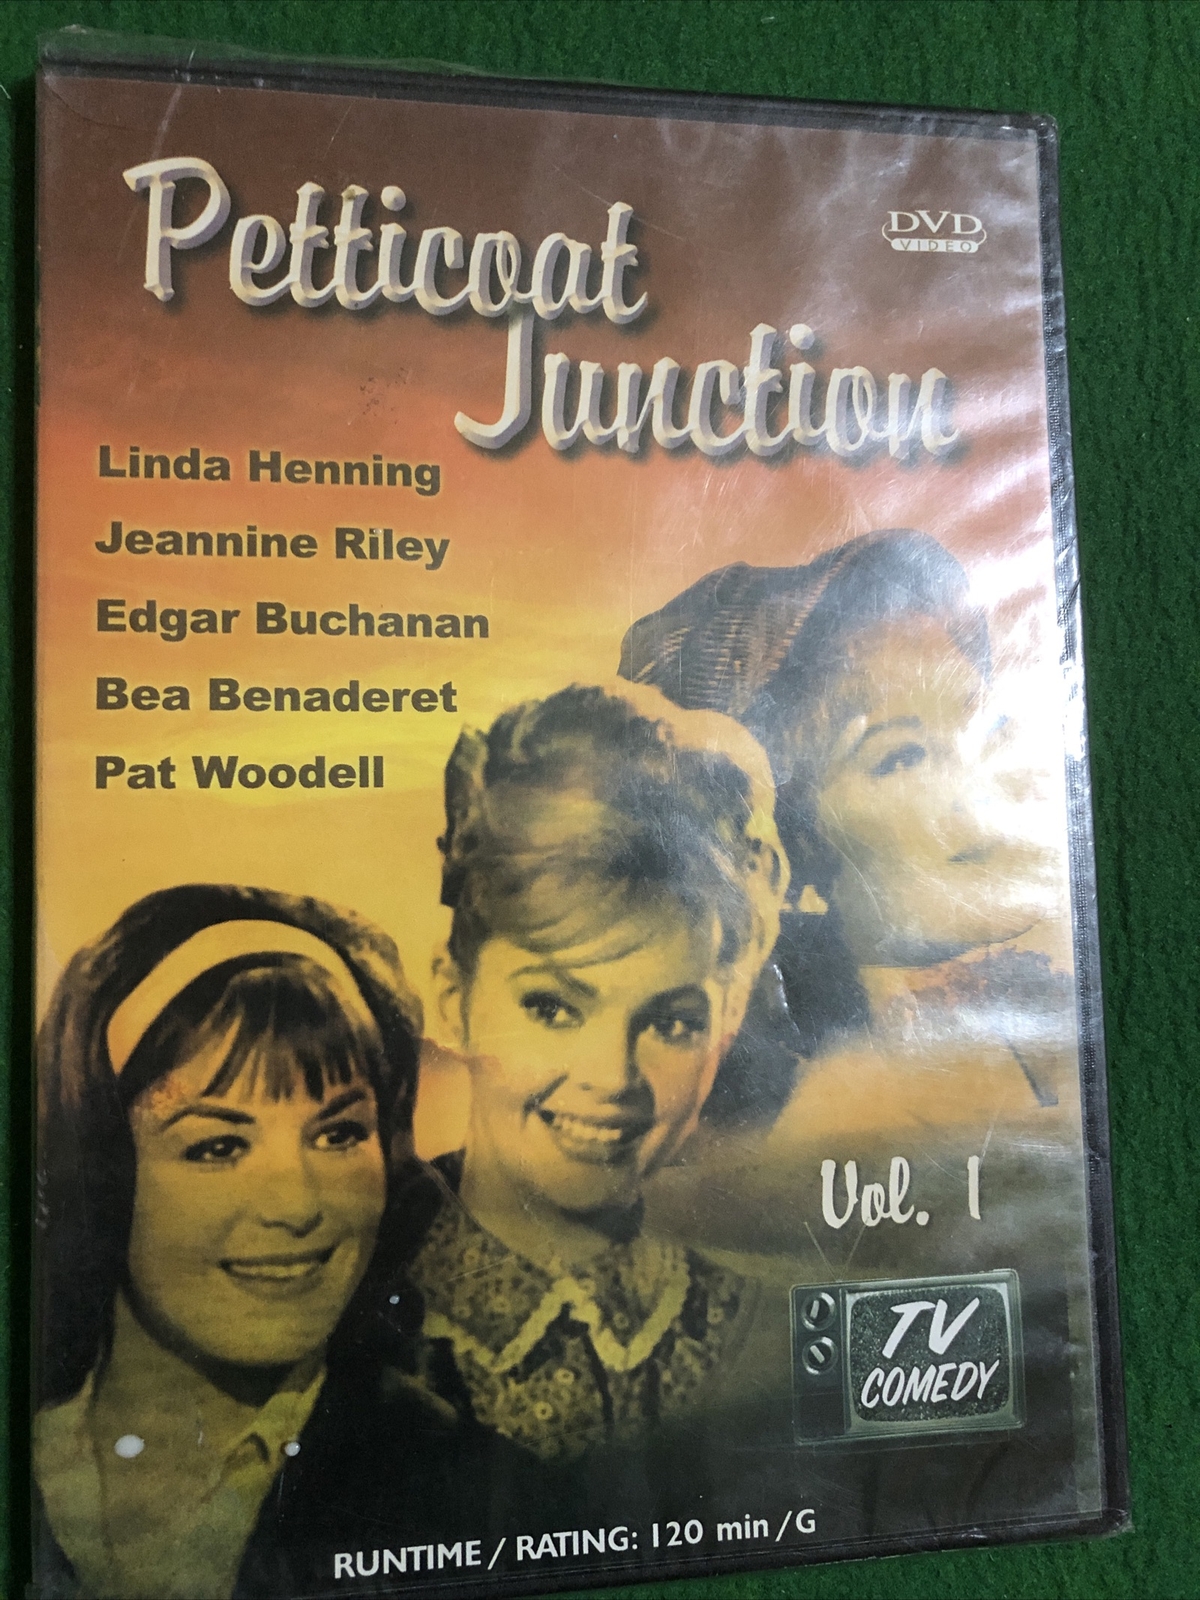 Petticoat
Junction
DVD
VIDEO
Linda Henning
Jeannine Riley
Edgar Buchanan
Bea Benaderet
Pat Woodell
Vol. 1
TV
COMEDY
RUNTIME / RATING: 120 min / G